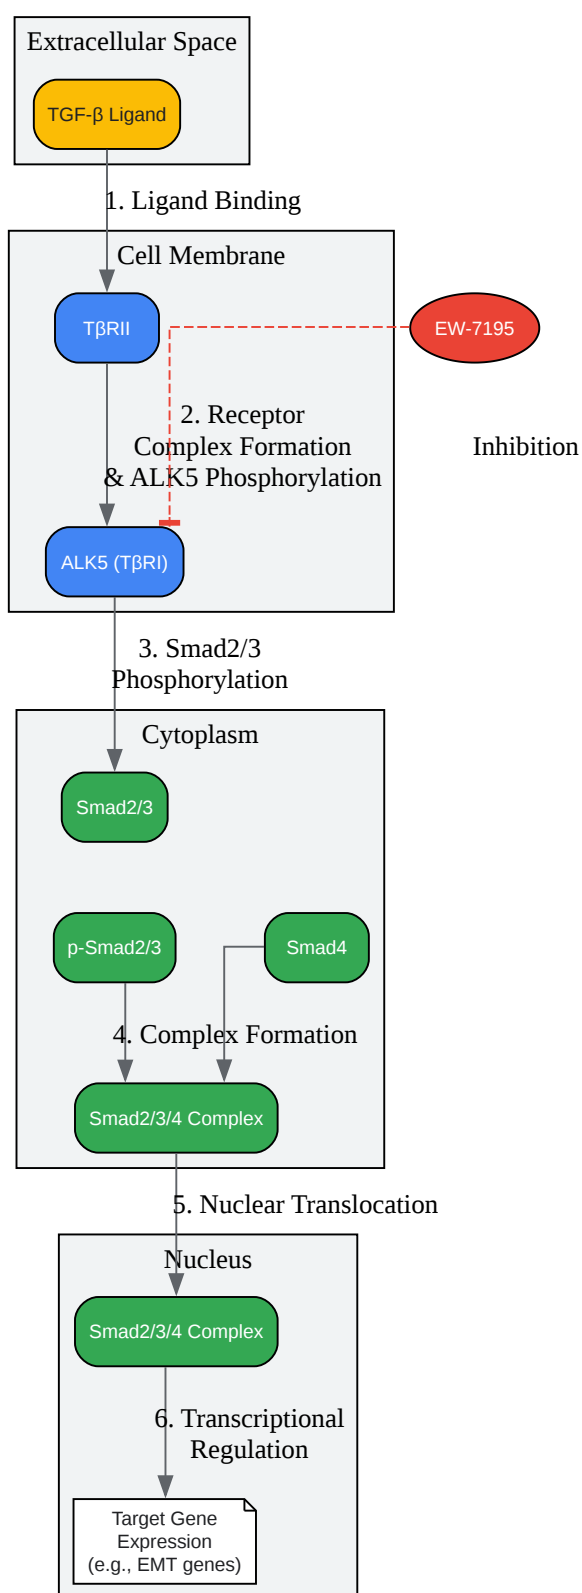 Extracellular Space
TGF-β Ligand
1. Ligand Binding
Cell Membrane
TβRII
EW-7195
2. Receptor
Complex Formation
& ALK5 Phosphorylation
Inhibition
ALK5 (TβRI)
3. Smad2/3
Phosphorylation
Cytoplasm
Smad2/3
p-Smad2/3
Smad4
4. Complex Formation
Smad2/3/4 Complex
5. Nuclear Translocation
Nucleus
Smad2/3/4 Complex
6. Transcriptional
Regulation
Target Gene
Expression
(e.g., EMT genes)